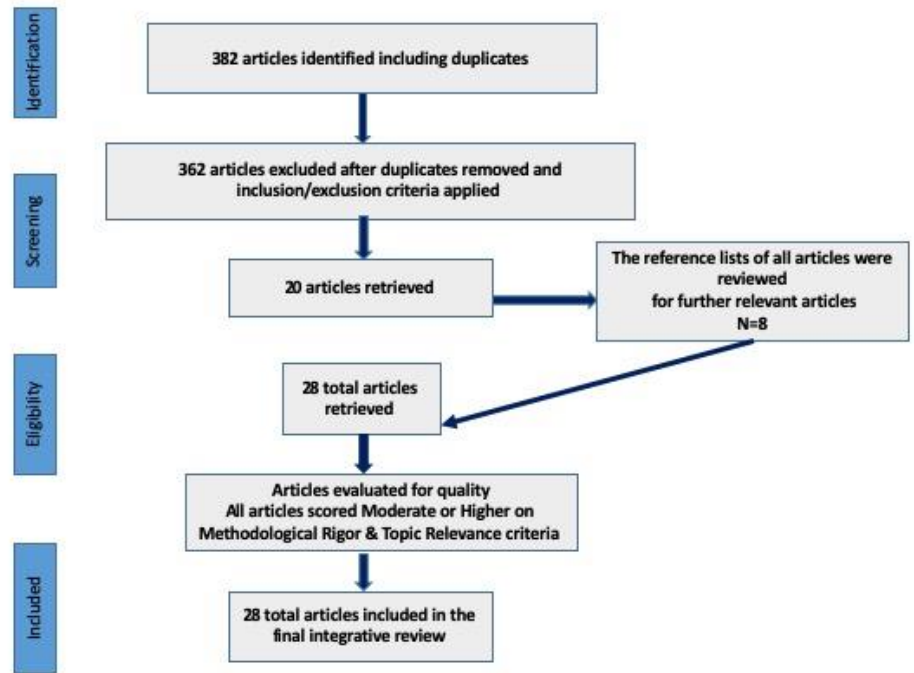 Identification
382 articles identified including duplicates
362 articles excluded after duplicates removed and
inclusion/exclusion criteria applied
Screening
20 articles retrieved
The reference lists of all articles were
reviewed
for further relevant articles
N=8
Eligibility
28 total articles
retrieved
Articles evaluated for quality
All articles scored Moderate or Higher on
Methodological Rigor & Topic Relevance criteria
Included
28 total articles included in the
final integrative review